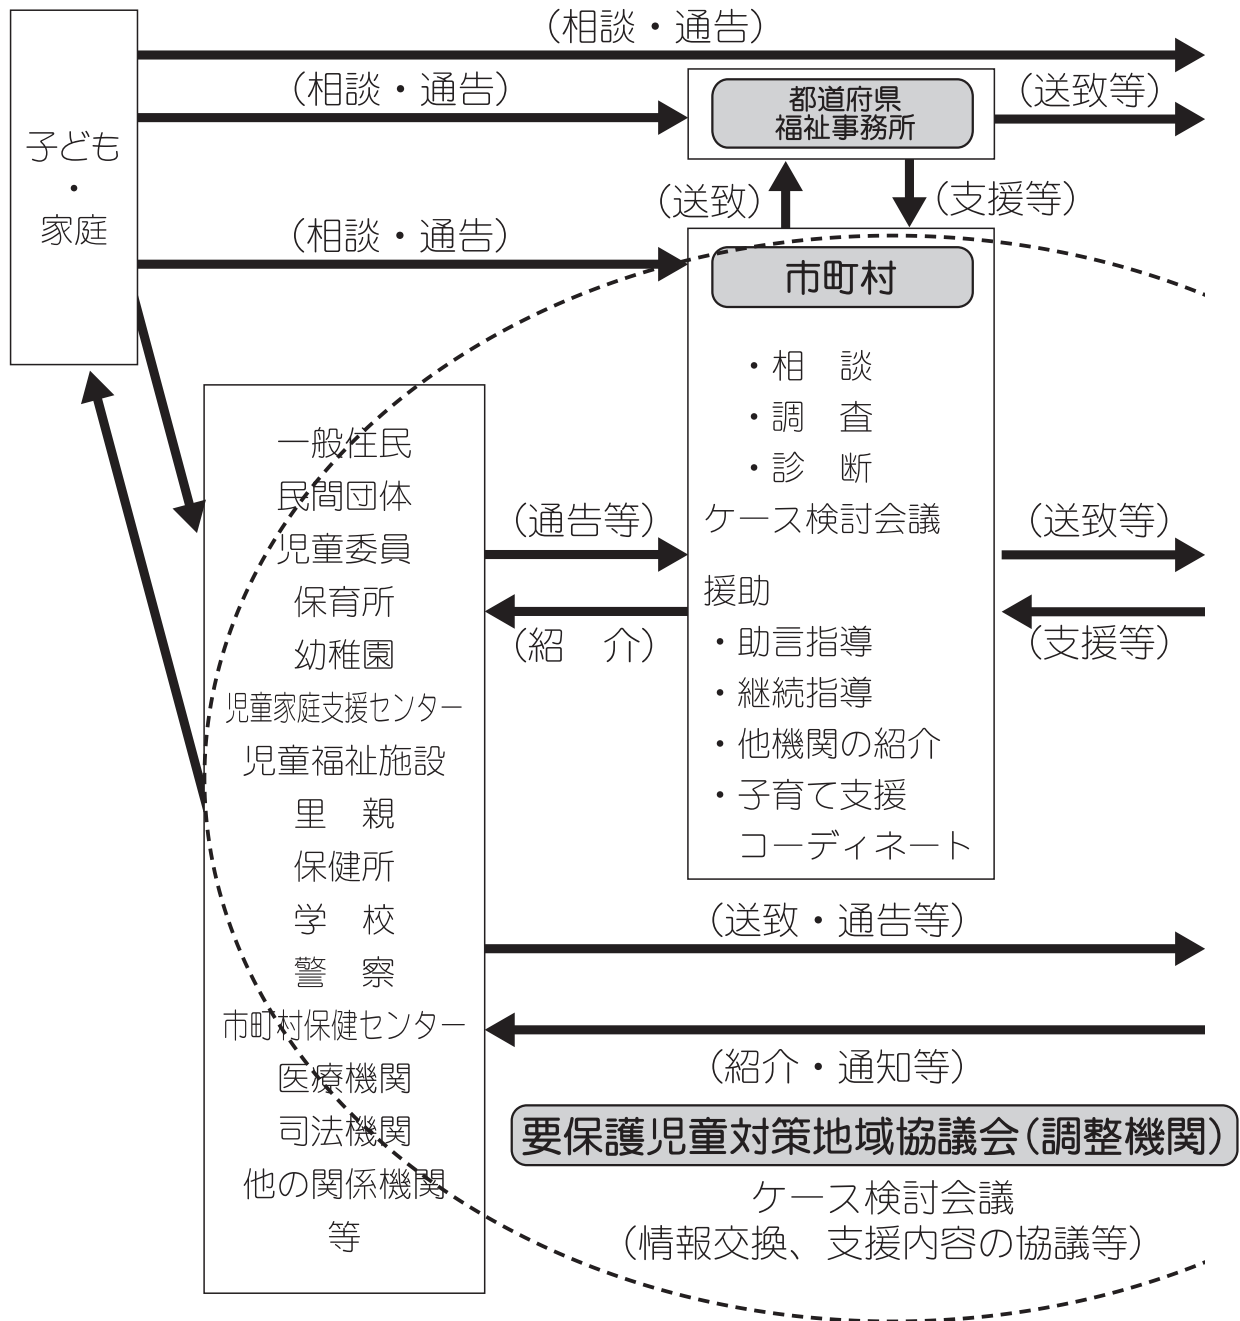 (相談・通告)
(相談・通告)
都道府県
福祉事務所
(送致等)
子ども
・
家庭
(送致)
(支援等)
(相談・通告)
市町村
・相　談
・調　査
・診　断
ケース検討会議
援助
・助言指導
・継続指導
・他機関の紹介
・子育て支援
コーディネート
一般住民
民間団体
児童委員
保育所
幼稚園
児童家庭支援センター
児童福祉施設
里　親
保健所
学　校
警　察
市町村保健センター
医療機関
司法機関
他の関係機関
等
(通告等)
(紹　介)
(送致等)
(支援等)
(送致・通告等)
(紹介・通知等)
要保護児童対策地域協議会(調整機関)
ケース検討会議
(情報交換、支援内容の協議等)